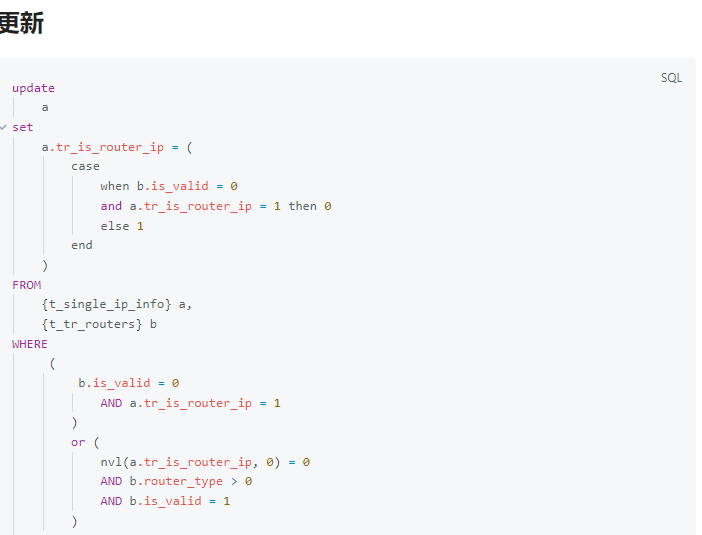 更新
SQL
update
a
set
a.tr_is_router_ip = (
case
when b.is_valid = 0
and a.tr_is_router_ip = 1 then 0
else 1
end
)
FROM
{t_single_ip_info} a,
{t_tr_routers} b
WHERE
(
b.is_valid = 0
AND a.tr_is_router_ip = 1
)
or (
nvl(a.tr_is_router_ip, 0) = 0
AND b.router_type > 0
AND b.is_valid = 1
)